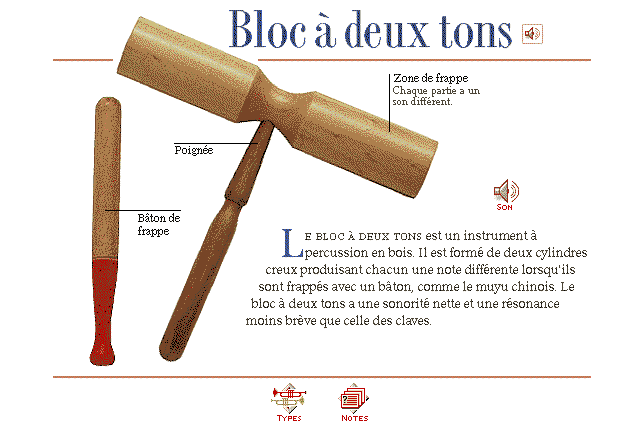 Bloc à deux tons
Zone de frappe
Chaque partie a un
son différent.
Poignée
Bâton de
frappe
Son
Le bloc à deux tons est un instrument à
percussion en bois. Il est formé de deux cylindres
creux produisant chacun une note différente lorsqu'ils
sont frappés avec un bâton, comme le muyu chinois. Le
bloc à deux tons a une sonorité nette et une résonance
moins brève que celle des claves.
Types
?
Notes